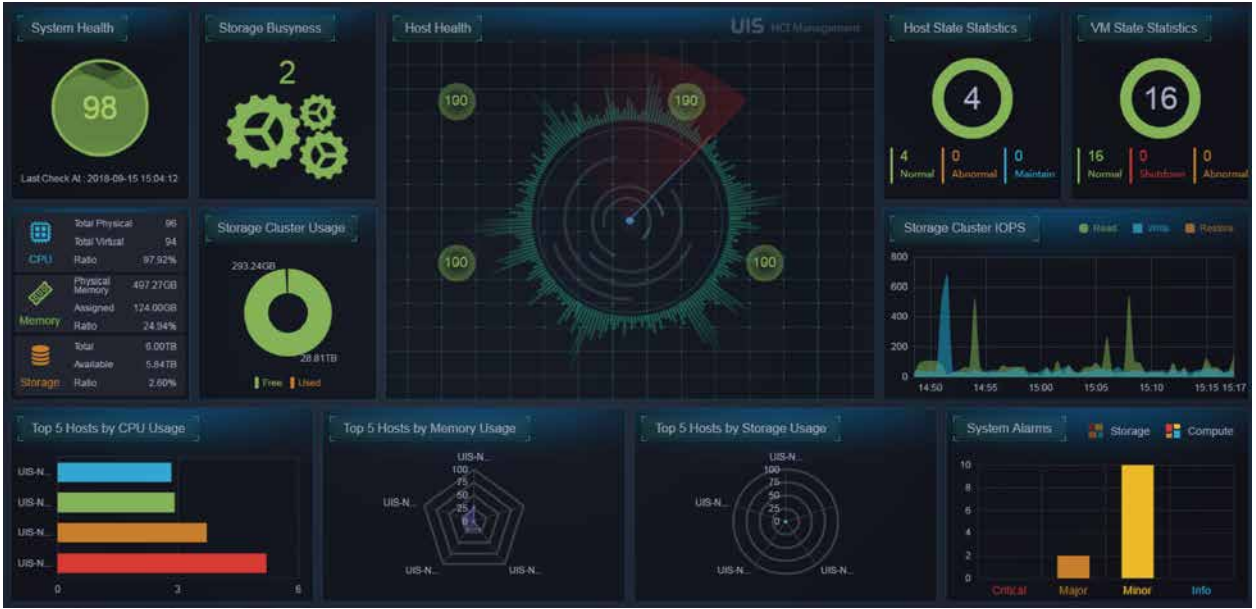 System Health
98
Last Check At : 2018-09-15 15:04:12
Storage Busyness
2
Host Health
UIS HCI Management
100
100
100
100
Host State Statistics
4
4
Normal
0
Abnormal
0
Maintain
VM State Statistics
16
16
Normal
0
Shutdown
0
Abnormal
CPU
Total Physical 96
Total Virtual 94
Ratio 97.92%
Memory
Physical
Memory 497.27GB
Assigned 124.00GB
Ratio 24.94%
Storage
Total 6.00TB
Available 5.84TB
Ratio 2.60%
Storage Cluster Usage
293.24GB
28.81TB
Free Used
Storage Cluster IOPS
Read Write Restore
800
600
400
200
0
14:50 14:55 15:00 15:05 15:10 15:15 15:17
Top 5 Hosts by CPU Usage
UIS-N...
UIS-N...
UIS-N...
UIS-N...
0 3 6
Top 5 Hosts by Memory Usage
UIS-N...
100
75
50
25
0
UIS-N...
UIS-N...
UIS-N...
Top 5 Hosts by Storage Usage
UIS-N...
100
75
50
25
0
UIS-N...
UIS-N...
UIS-N...
System Alarms
Storage Compute
10
8
6
4
2
0
Critical Major Minor Info